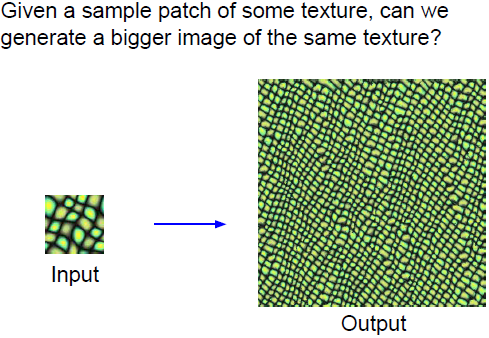 Given a sample patch of some texture, can we
generate a bigger image of the same texture?
Input
Output